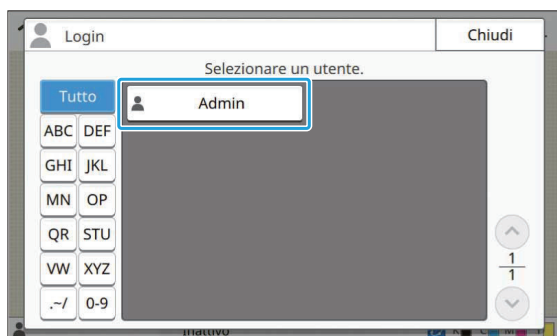 Login
Chiudi
Selezionare un utente.
Tutto
Admin
ABC DEF
GHI JKL
MN OP
QR STU
VW XYZ
.~/ 0-9
1
1
Inattivo